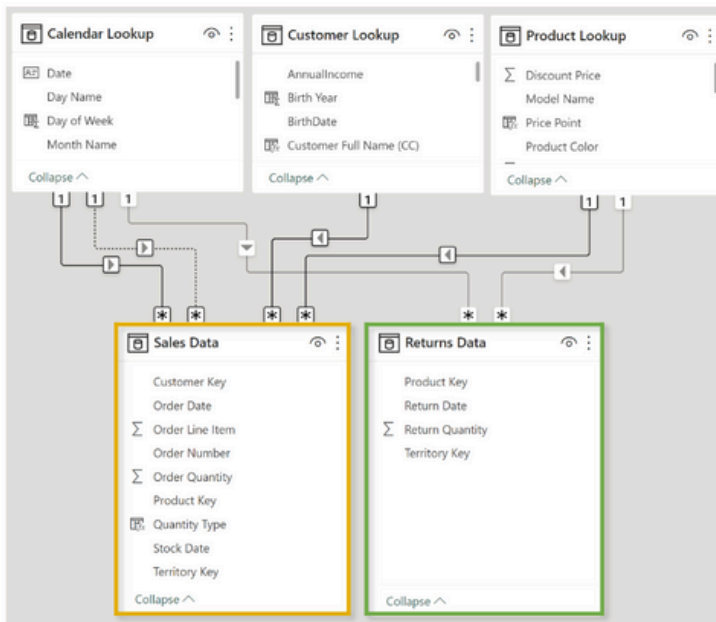 Calendar Lookup
Date
Day Name
Day of Week
Month Name
Collapse
Customer Lookup
AnnualIncome
Birth Year
BirthDate
Customer Full Name (CC)
Collapse
Product Lookup
Σ Discount Price
Model Name
Price Point
Product Color
Collapse
1 1 1 1 1 1
* * * * * *
Sales Data
Customer Key
Order Date
Σ Order Line Item
Order Number
Σ Order Quantity
Product Key
Quantity Type
Stock Date
Territory Key
Collapse
Returns Data
Product Key
Return Date
Σ Return Quantity
Territory Key
Collapse